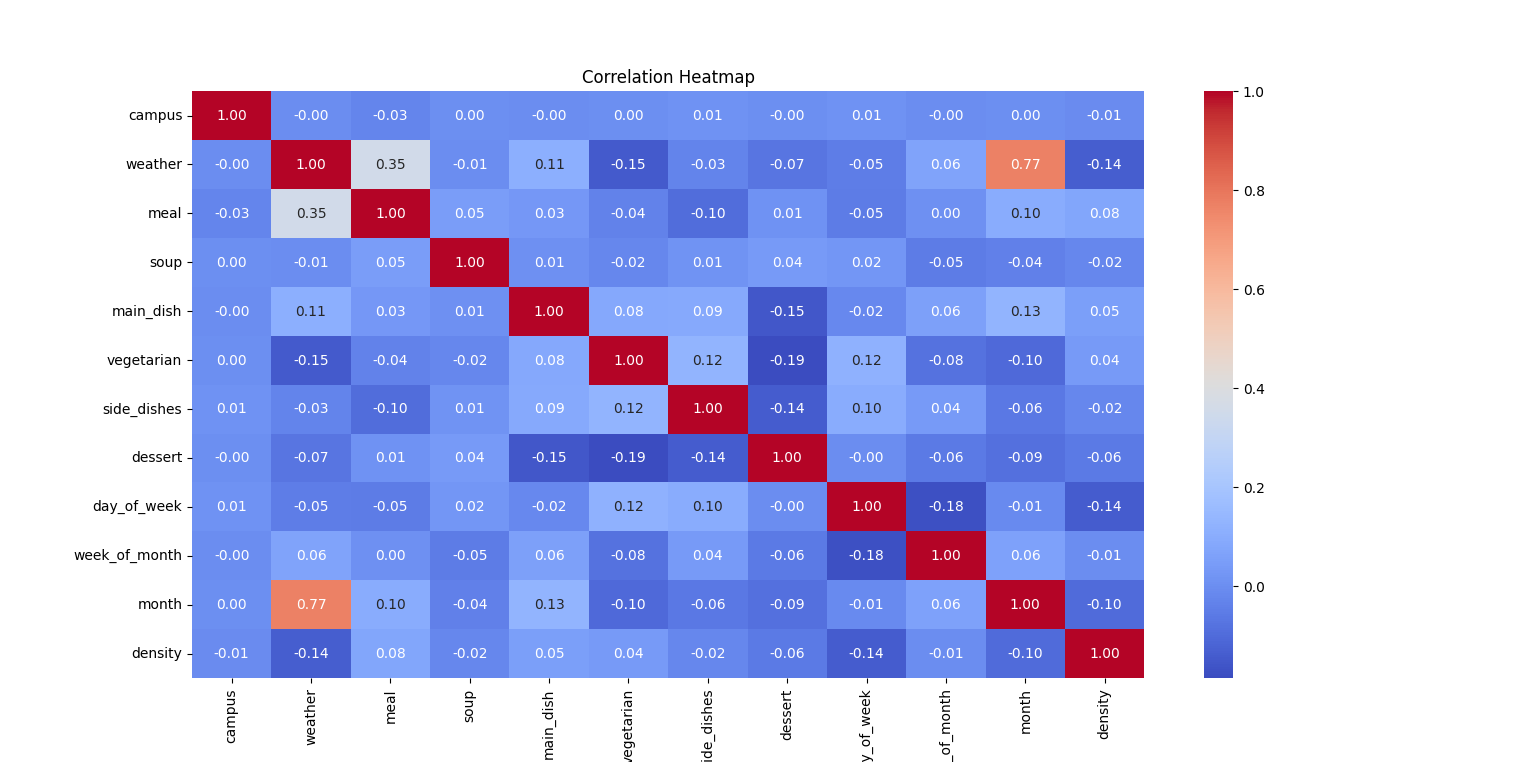 Correlation Heatmap
campus 1.00 -0.00 -0.03 0.00 -0.00 0.00 0.01 -0.00 0.01 -0.00 0.00 -0.01
weather -0.00 1.00 0.35 -0.01 0.11 -0.15 -0.03 -0.07 -0.05 0.06 0.77 -0.14
meal -0.03 0.35 1.00 0.05 0.03 -0.04 -0.10 0.01 -0.05 0.00 0.10 0.08
soup 0.00 -0.01 0.05 1.00 0.01 -0.02 0.01 0.04 0.02 -0.05 -0.04 -0.02
main_dish -0.00 0.11 0.03 0.01 1.00 0.08 0.09 -0.15 -0.02 0.06 0.13 0.05
vegetarian 0.00 -0.15 -0.04 -0.02 0.08 1.00 0.12 -0.19 0.12 -0.08 -0.10 0.04
side_dishes 0.01 -0.03 -0.10 0.01 0.09 0.12 1.00 -0.14 0.10 0.04 -0.06 -0.02
dessert -0.00 -0.07 0.01 0.04 -0.15 -0.19 -0.14 1.00 -0.00 -0.06 -0.09 -0.06
day_of_week 0.01 -0.05 -0.05 0.02 -0.02 0.12 0.10 -0.00 1.00 -0.18 -0.01 -0.14
week_of_month -0.00 0.06 0.00 -0.05 0.06 -0.08 0.04 -0.06 -0.18 1.00 0.06 -0.01
month 0.00 0.77 0.10 -0.04 0.13 -0.10 -0.06 -0.09 -0.01 0.06 1.00 -0.10
density -0.01 -0.14 0.08 -0.02 0.05 0.04 -0.02 -0.06 -0.14 -0.01 -0.10 1.00
campus
weather
meal
soup
main_dish
vegetarian
ide_dishes
dessert
y_of_week
_of_month
month
density
1.0
0.8
0.6
0.4
0.2
0.0